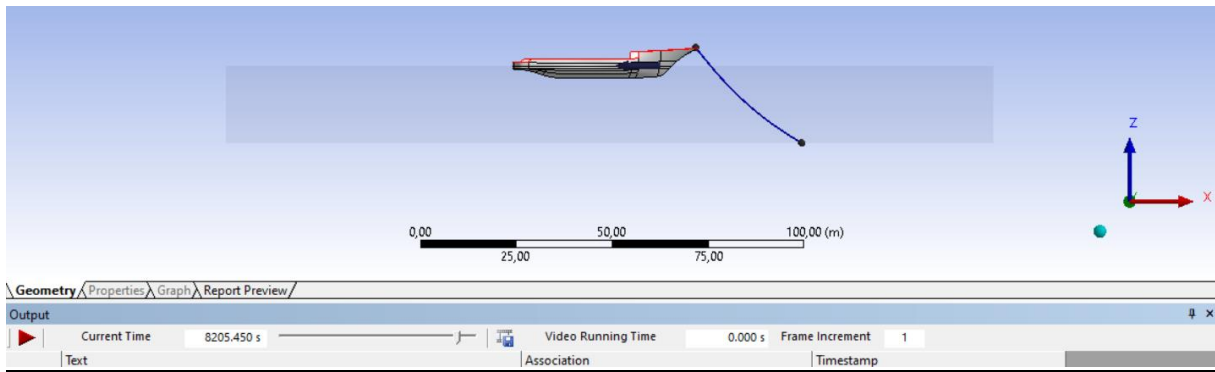 Z
X
0,00 50,00 100,00 (m)
25,00 75,00
Geometry Properties Graph Report Preview
Output
Current Time 8205.450 s Video Running Time 0.000 s Frame Increment 1
Text Association Timestamp